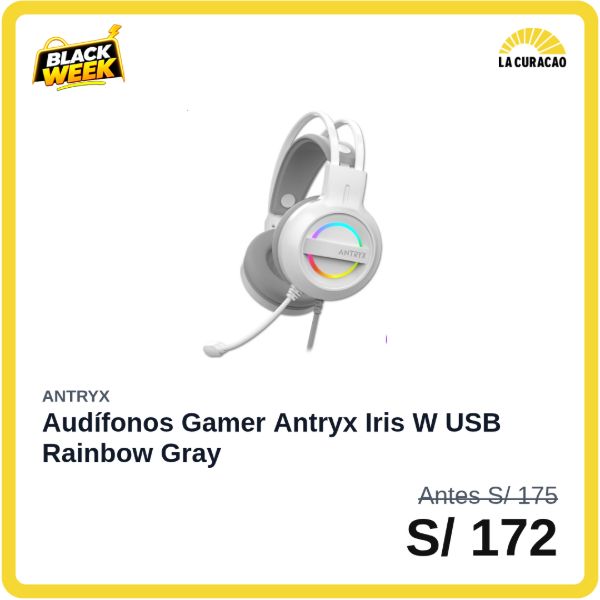 BLACK
WEEK
LA CURACAO
ANTRYX
ANTRYX
Audífonos Gamer Antryx Iris W USB
Rainbow Gray
Antes S/ 175
S/ 172